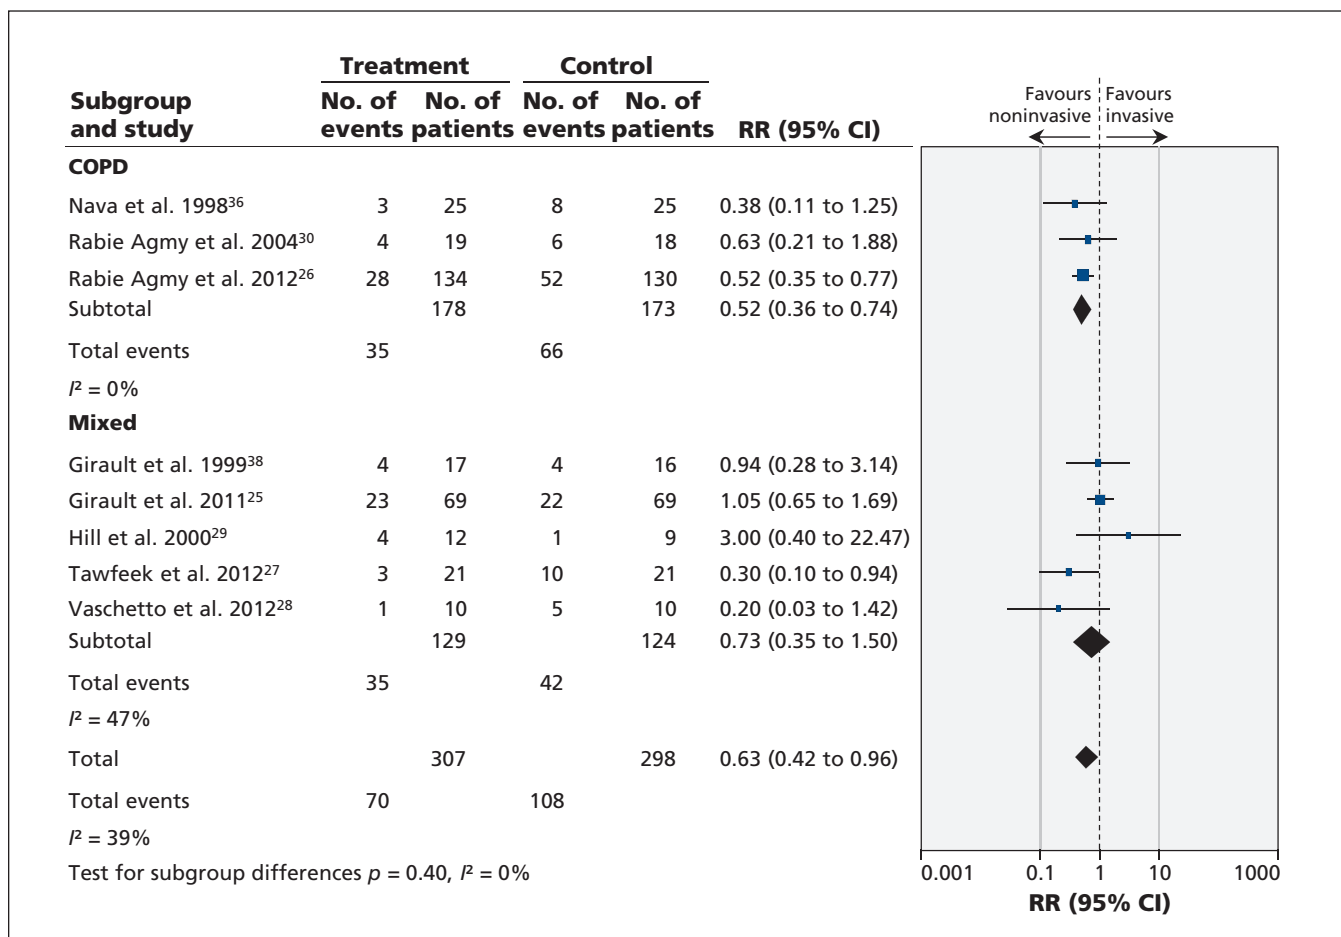 Treatment Control
Subgroup and study No. of events No. of patients No. of events No. of patients RR (95% CI)
Favours noninvasive Favours invasive
COPD
Nava et al. 1998³⁶ 3 25 8 25 0.38 (0.11 to 1.25)
Rabie Agmy et al. 2004³⁰ 4 19 6 18 0.63 (0.21 to 1.88)
Rabie Agmy et al. 2012²⁶ 28 134 52 130 0.52 (0.35 to 0.77)
Subtotal 178 173 0.52 (0.36 to 0.74)
Total events 35 66
I² = 0%
Mixed
Girault et al. 1999³⁸ 4 17 4 16 0.94 (0.28 to 3.14)
Girault et al. 2011²⁵ 23 69 22 69 1.05 (0.65 to 1.69)
Hill et al. 2000²⁹ 4 12 1 9 3.00 (0.40 to 22.47)
Tawfeek et al. 2012²⁷ 3 21 10 21 0.30 (0.10 to 0.94)
Vaschetto et al. 2012²⁸ 1 10 5 10 0.20 (0.03 to 1.42)
Subtotal 129 124 0.73 (0.35 to 1.50)
Total events 35 42
I² = 47%
Total 307 298 0.63 (0.42 to 0.96)
Total events 70 108
I² = 39%
Test for subgroup differences p = 0.40, I² = 0%
0.001 0.1 1 10 1000
RR (95% CI)